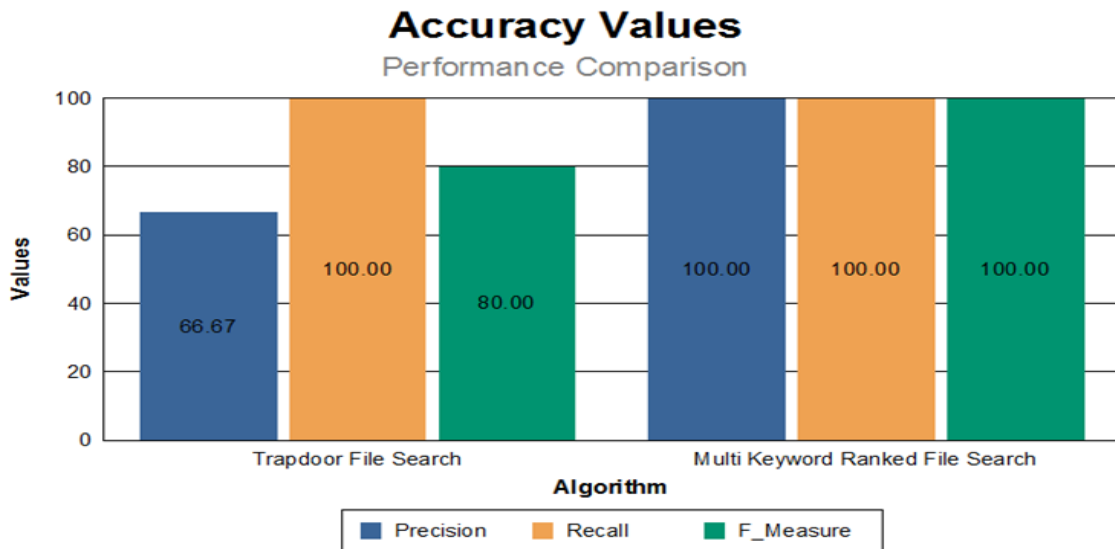 Accuracy Values
Performance Comparison
100
80
60
40
20
0
Values
66.67
100.00
80.00
100.00
100.00
100.00
Trapdoor File Search
Multi Keyword Ranked File Search
Algorithm
Precision
Recall
F_Measure